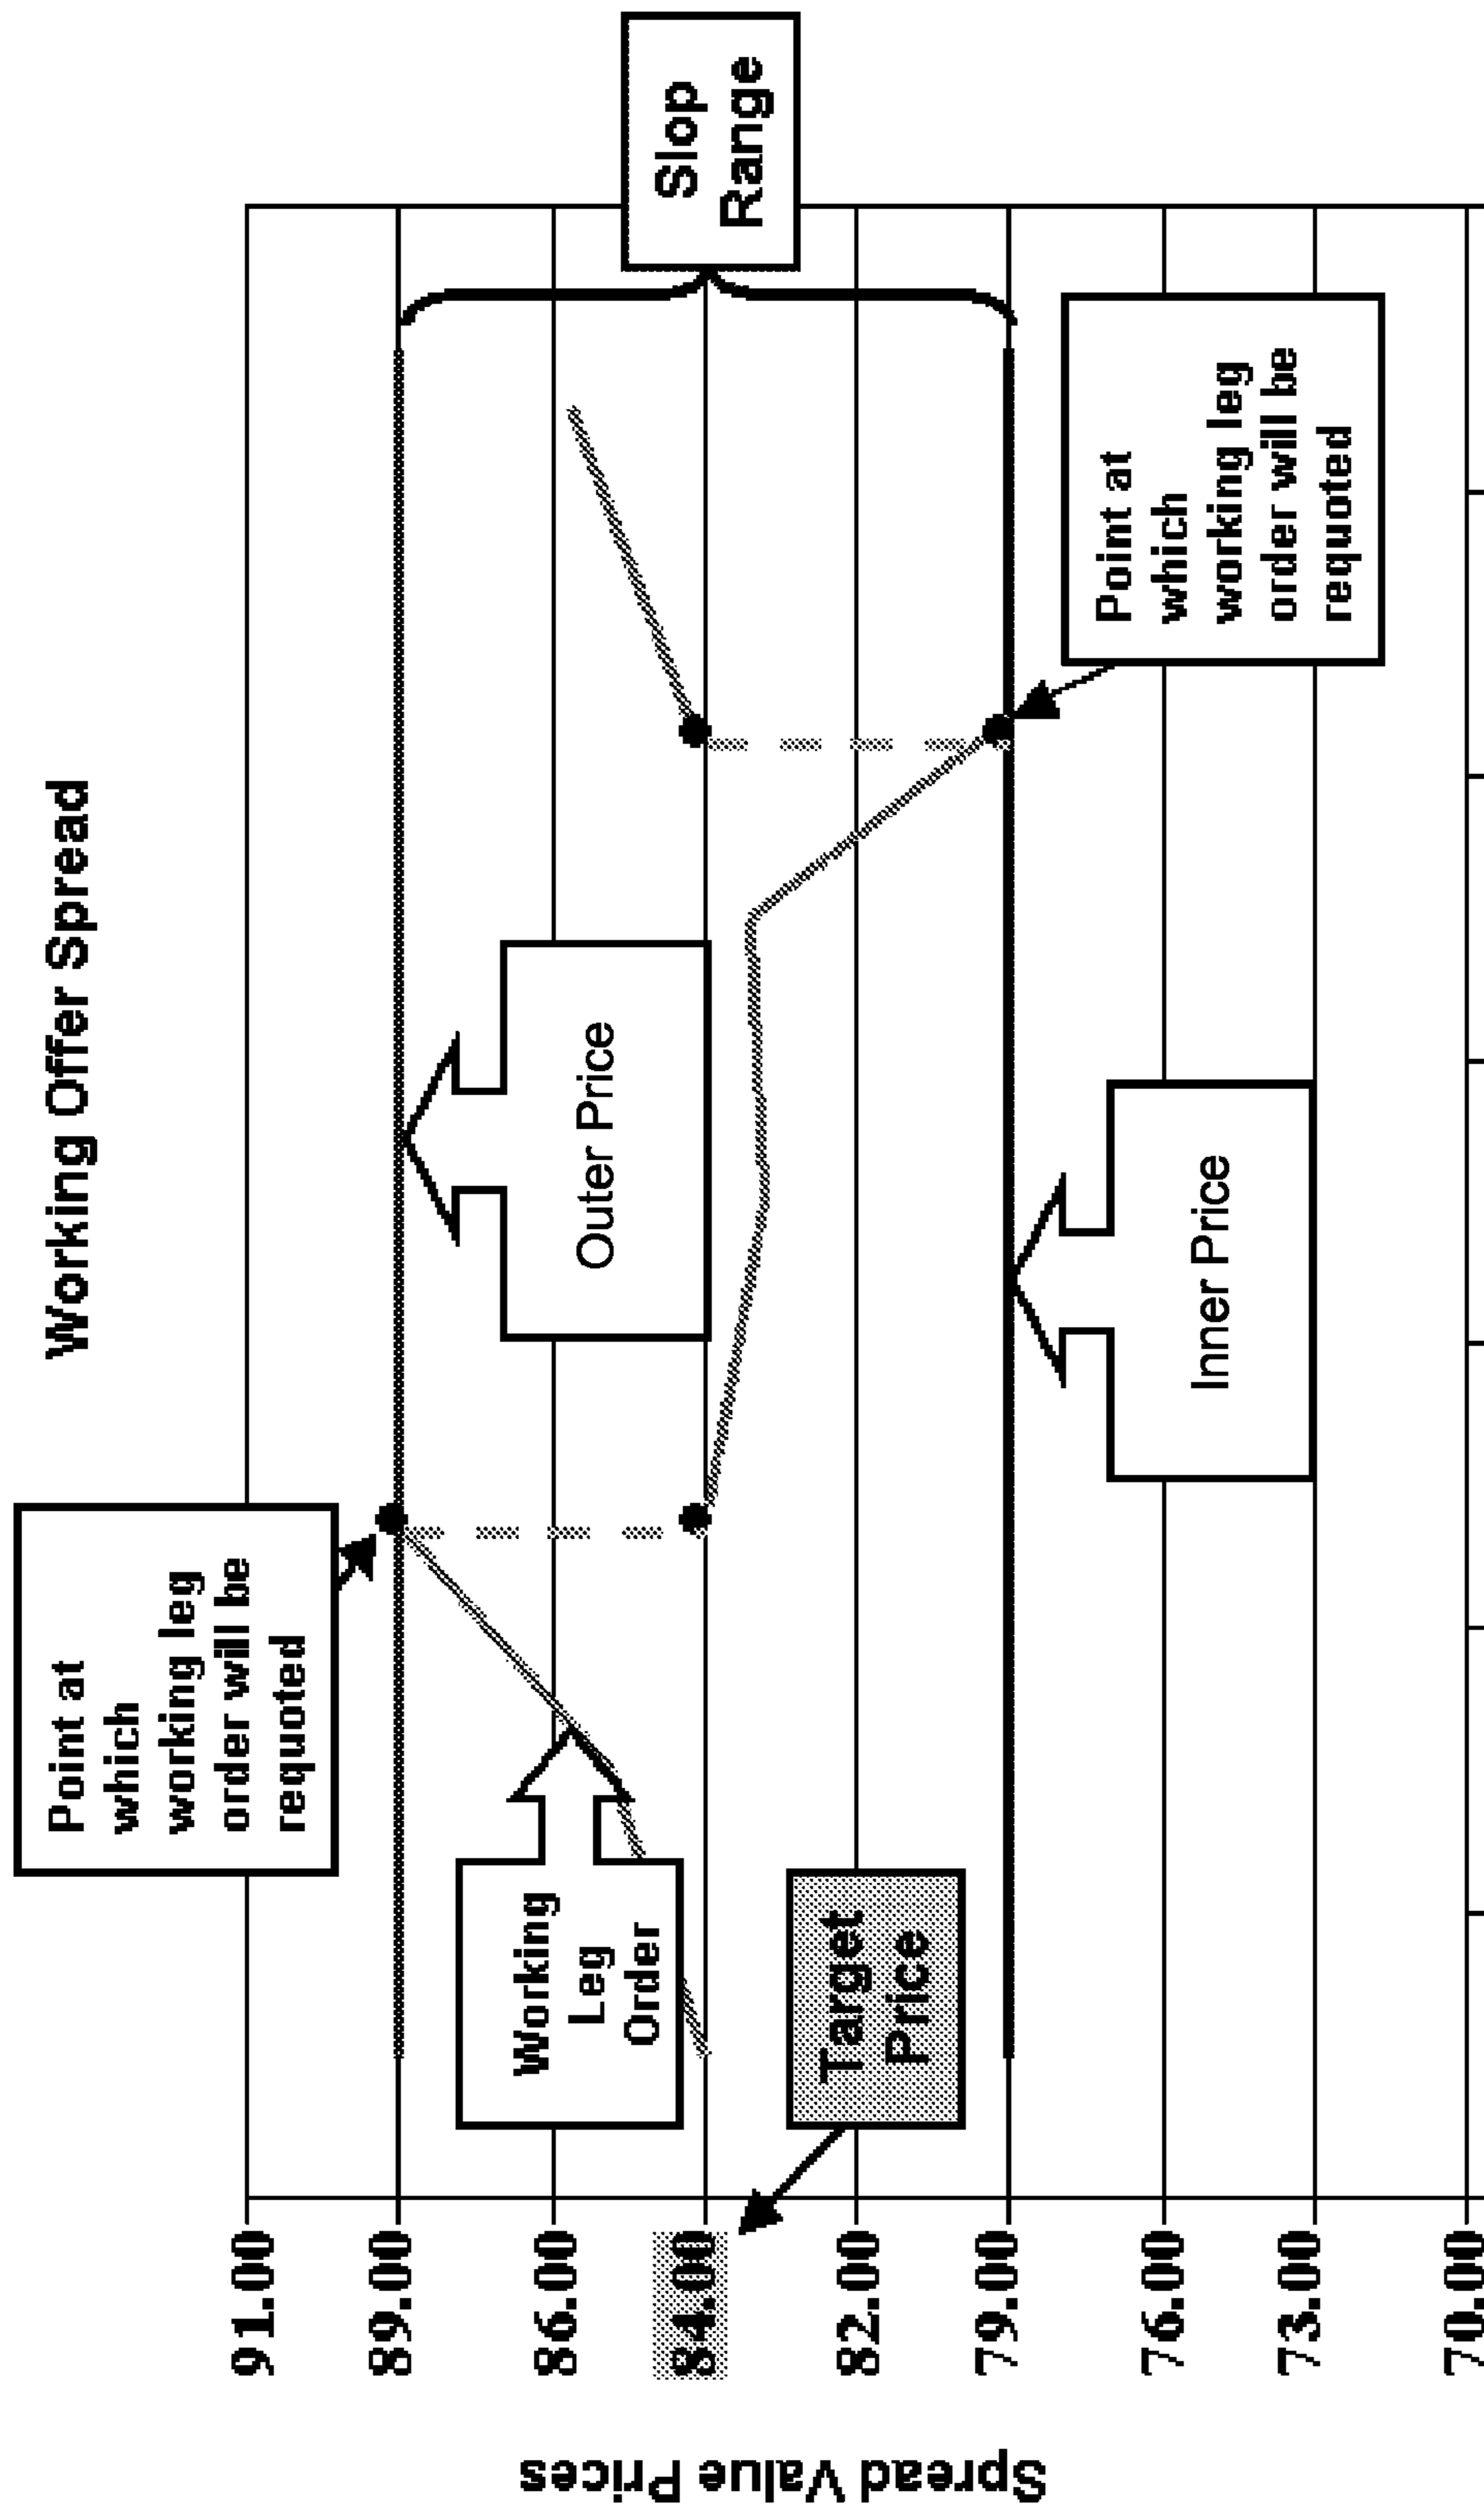 Working Offer Spread
Point at
which
working leg
order will be
requoted
Slop
Range
Outer Price
Working
Leg
Order
Target
Price
Inner Price
Point at
which
working leg
order will be
requoted
91.00
89.00
86.00
84.00
82.00
79.00
76.00
73.00
70.00
Spread Value Prices